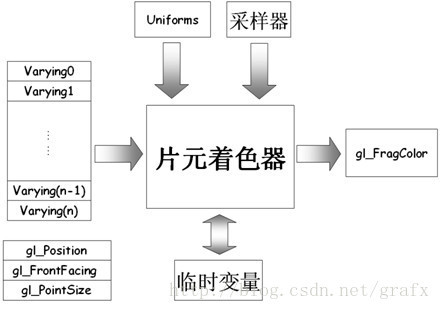 Uniforms
采样器
Varying0
Varying1
片元着色器
gl_FragColor
Varying(n-1)
Varying(n)
gl_Position
gl_FrontFacing
gl_PointSize
临时变量
http://blog.csdn.net/grafx